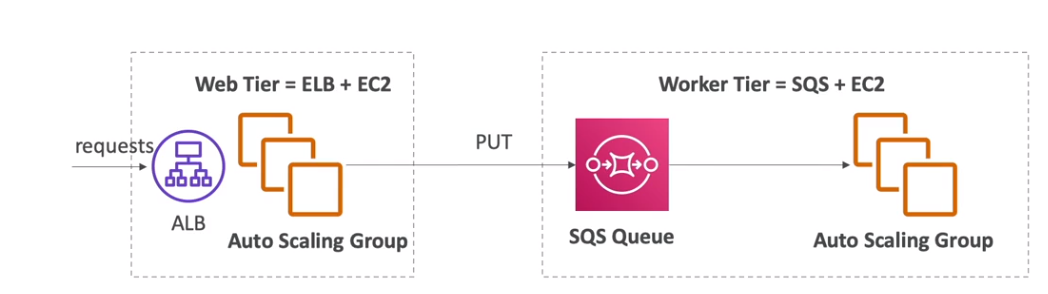 Web Tier = ELB + EC2
Worker Tier = SQS + EC2
requests
PUT
ALB
Auto Scaling Group
SQS Queue
Auto Scaling Group